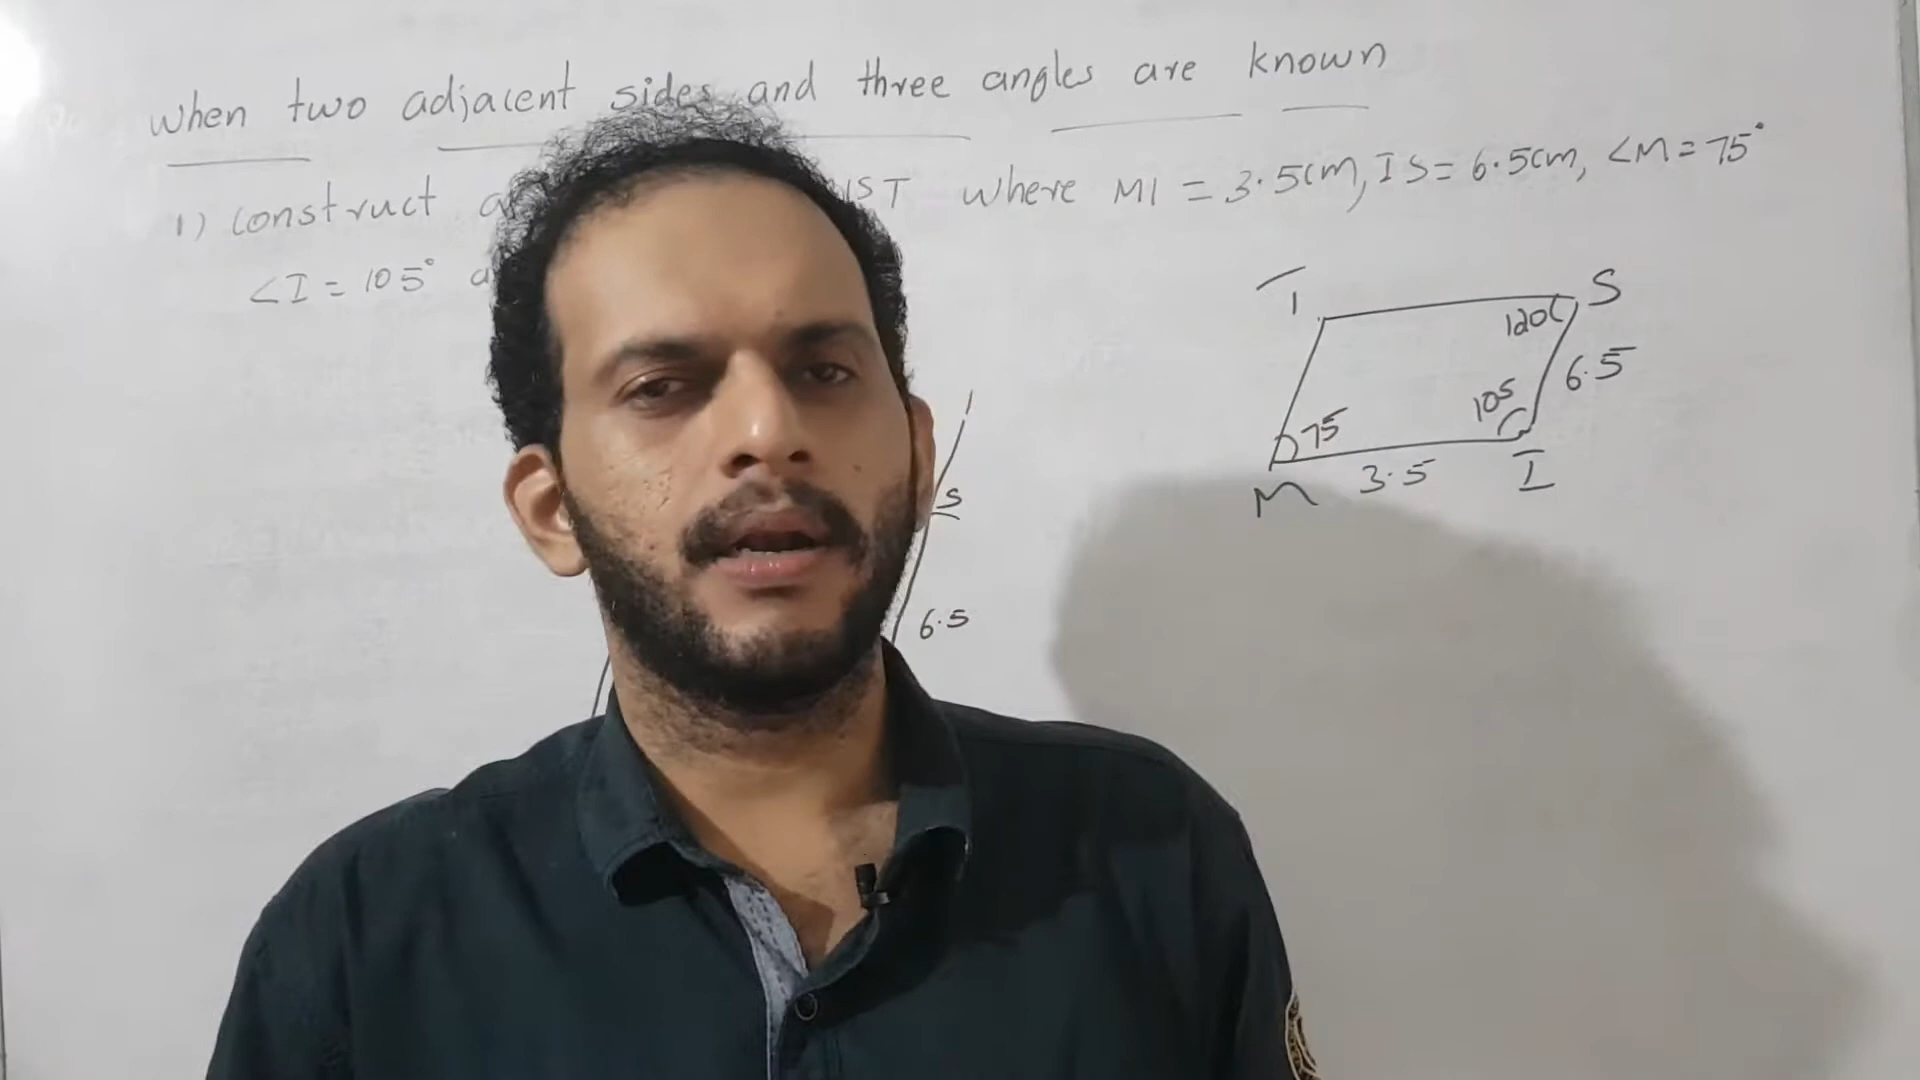 when two adjacent sides and three angles are known
1) construct a IST where MI = 3.5cm, IS = 6.5cm, <M = 75°
<I = 105° a
T S
120
6.5
105
75
3.5
M I
S
6.5